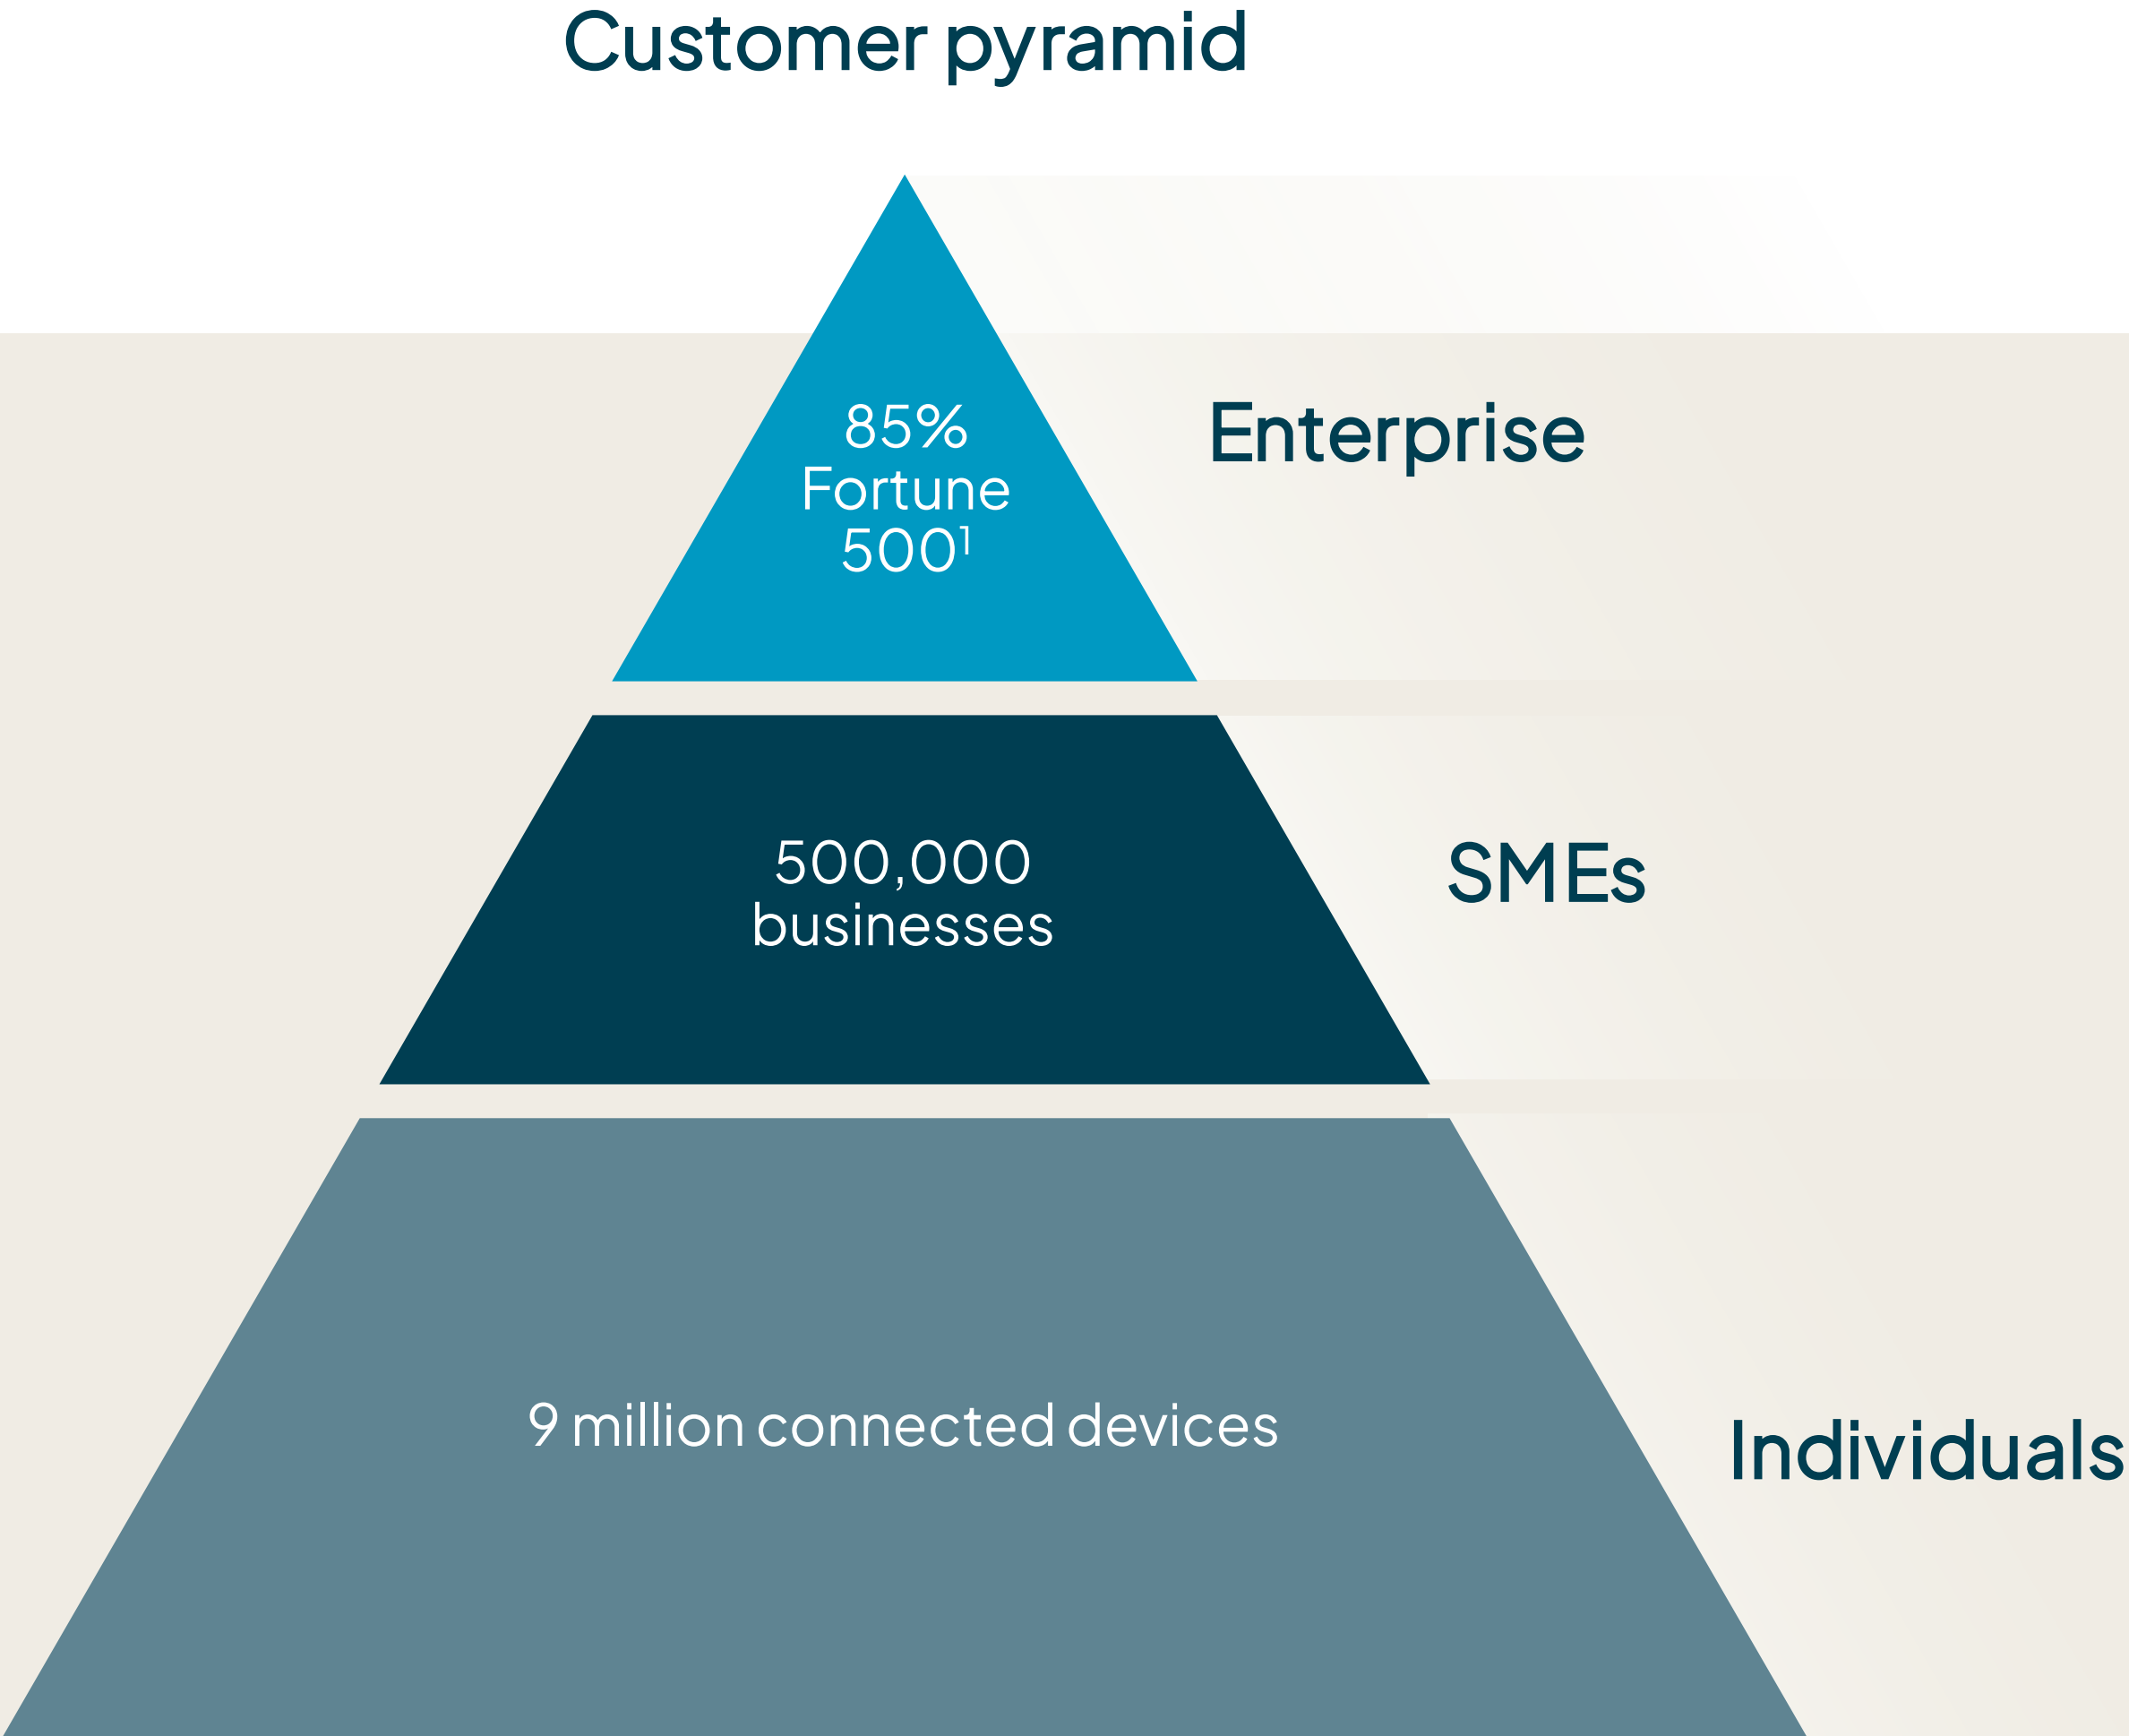 Customer pyramid
85%
Fortune
500¹
Enterprise
500,000
businesses
SMEs
9 million connected devices
Individuals